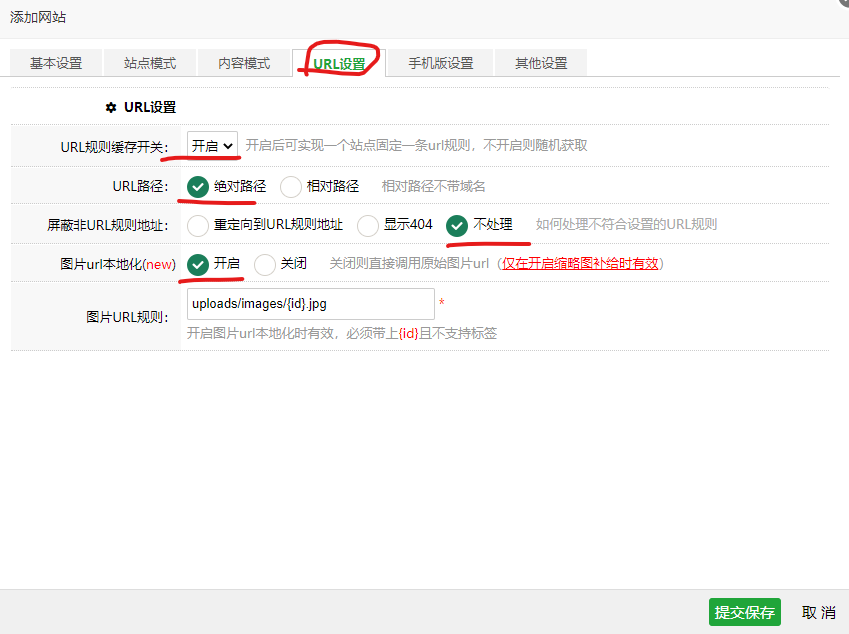 添加网站
基本设置 站点模式 内容模式 URL设置 手机版设置 其他设置
URL设置
URL规则缓存开关： 开启 开启后可实现一个站点固定一条url规则，不开启则随机获取
URL路径： 绝对路径 相对路径 相对路径不带域名
屏蔽非URL规则地址： 重定向到URL规则地址 显示404 不处理 如何处理不符合设置的URL规则
图片url本地化(new) 开启 关闭 关闭则直接调用原始图片url（仅在开启缩略图补给时有效）
图片URL规则： uploads/images/{id}.jpg *
开启图片url本地化时有效，必须带上{id}且不支持标签
提交保存 取 消